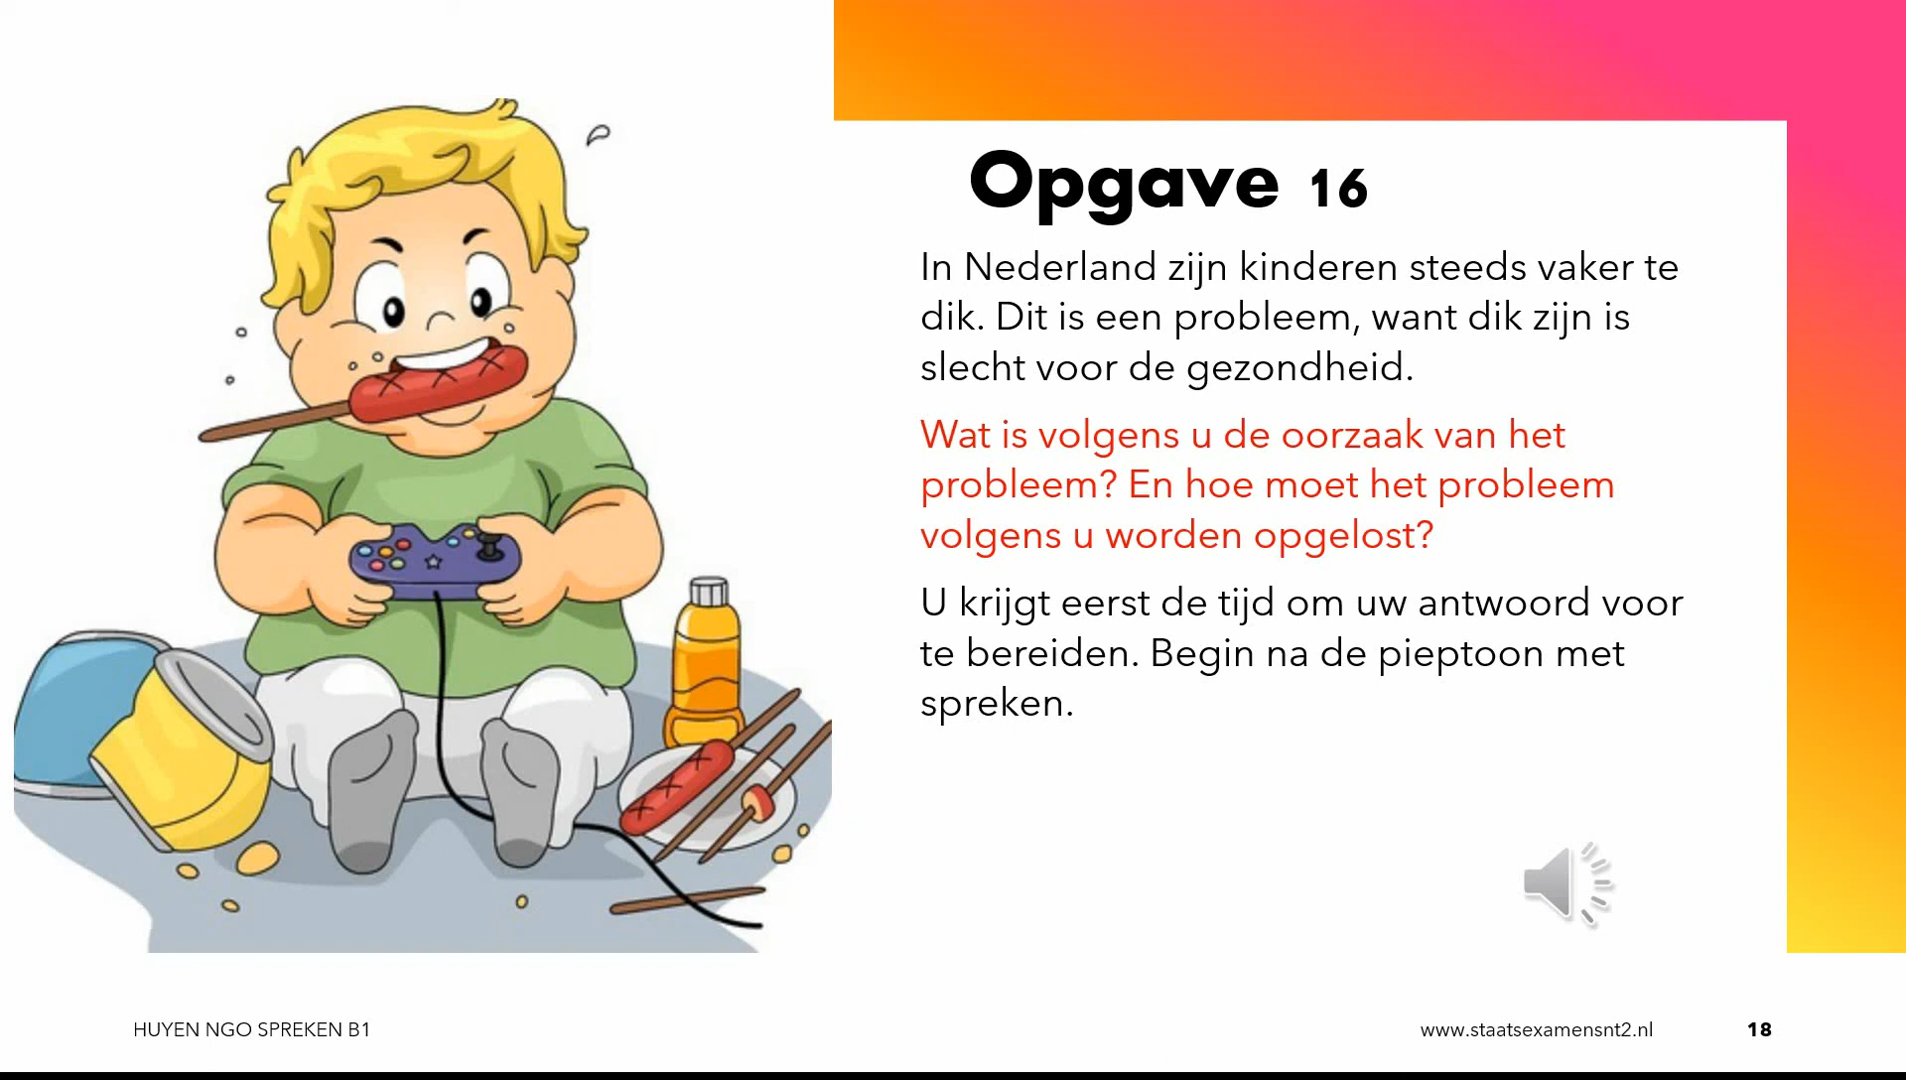 Opgave 16
In Nederland zijn kinderen steeds vaker te
dik. Dit is een probleem, want dik zijn is
slecht voor de gezondheid.
Wat is volgens u de oorzaak van het
probleem? En hoe moet het probleem
volgens u worden opgelost?
U krijgt eerst de tijd om uw antwoord voor
te bereiden. Begin na de pieptoon met
spreken.
HUYEN NGO SPREKEN B1
www.staatsexamensnt2.nl
18